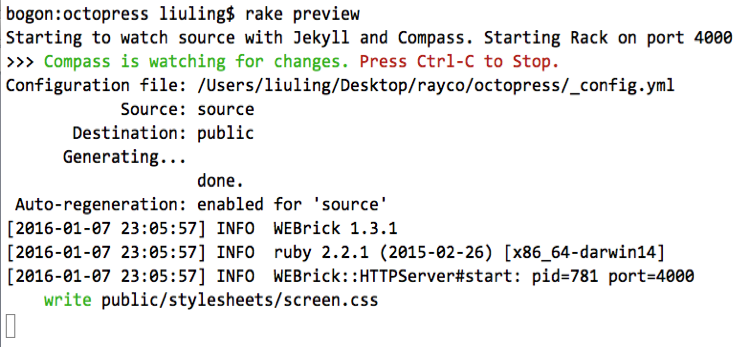 bogon:octopress liuling$ rake preview
Starting to watch source with Jekyll and Compass. Starting Rack on port 4000
>>> Compass is watching for changes. Press Ctrl-C to Stop.
Configuration file: /Users/liuling/Desktop/rayco/octopress/_config.yml
            Source: source
       Destination: public
      Generating...
                    done.
 Auto-regeneration: enabled for 'source'
[2016-01-07 23:05:57] INFO  WEBrick 1.3.1
[2016-01-07 23:05:57] INFO  ruby 2.2.1 (2015-02-26) [x86_64-darwin14]
[2016-01-07 23:05:57] INFO  WEBrick::HTTPServer#start: pid=781 port=4000
    write public/stylesheets/screen.css